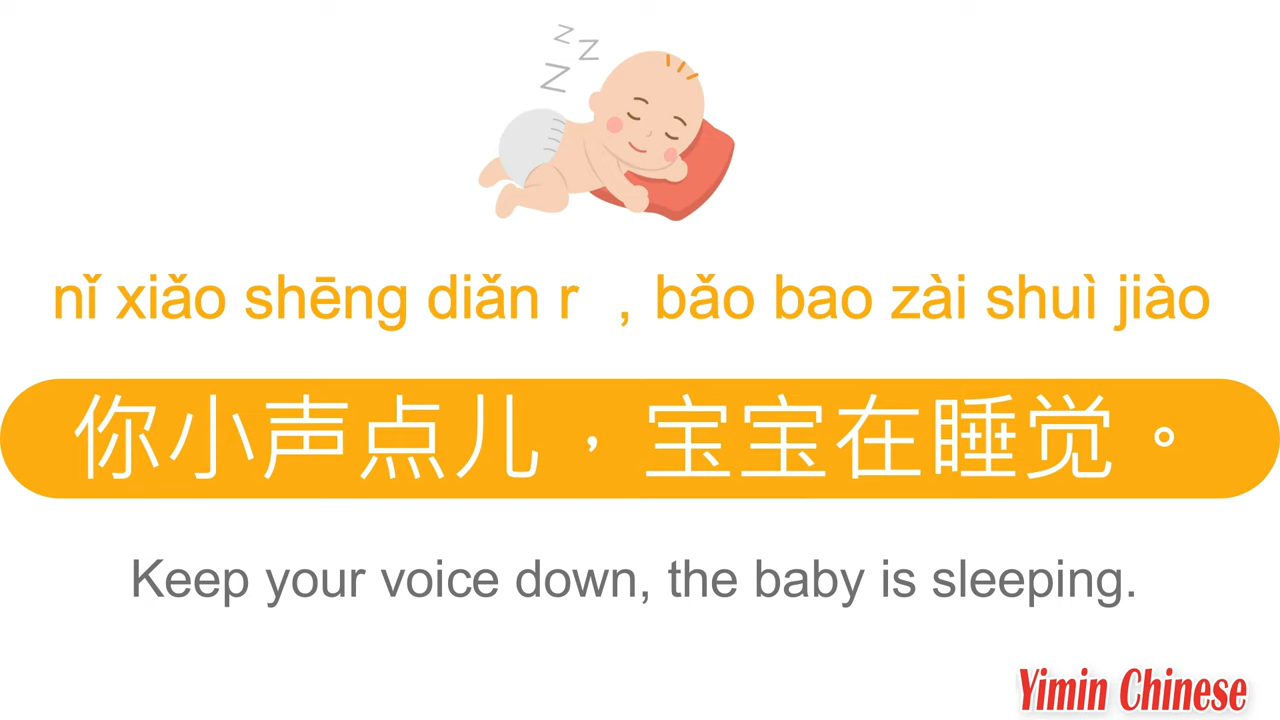 z z
Z
nǐ xiǎo shēng diǎn r ，bǎo bao zài shuì jiào
你小声点儿，宝宝在睡觉。
Keep your voice down, the baby is sleeping.
Yimin Chinese